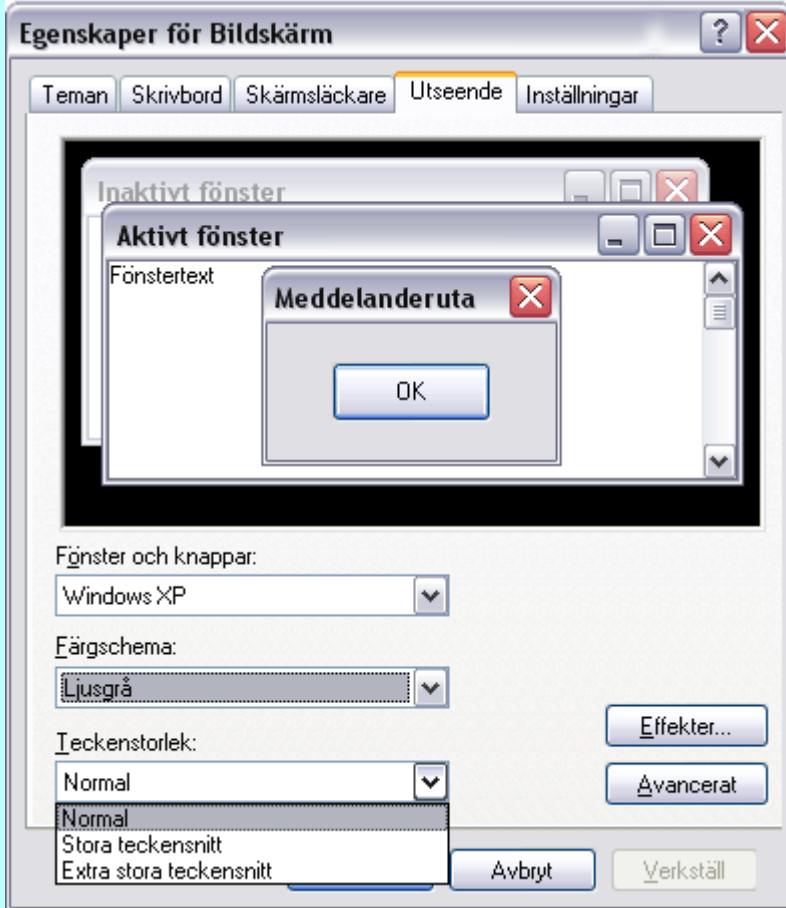 Egenskaper för Bildskärm
Teman Skrivbord Skärmsläckare Utseende Inställningar
Inaktivt fönster
Aktivt fönster
Fönstertext
Meddelanderuta
OK
Fönster och knappar:
Windows XP
Färgschema:
Ljusgrå
Effekter...
Teckenstorlek:
Normal
Avancerat
Normal
Stora teckensnitt
Extra stora teckensnitt
Avbryt
Verkställ